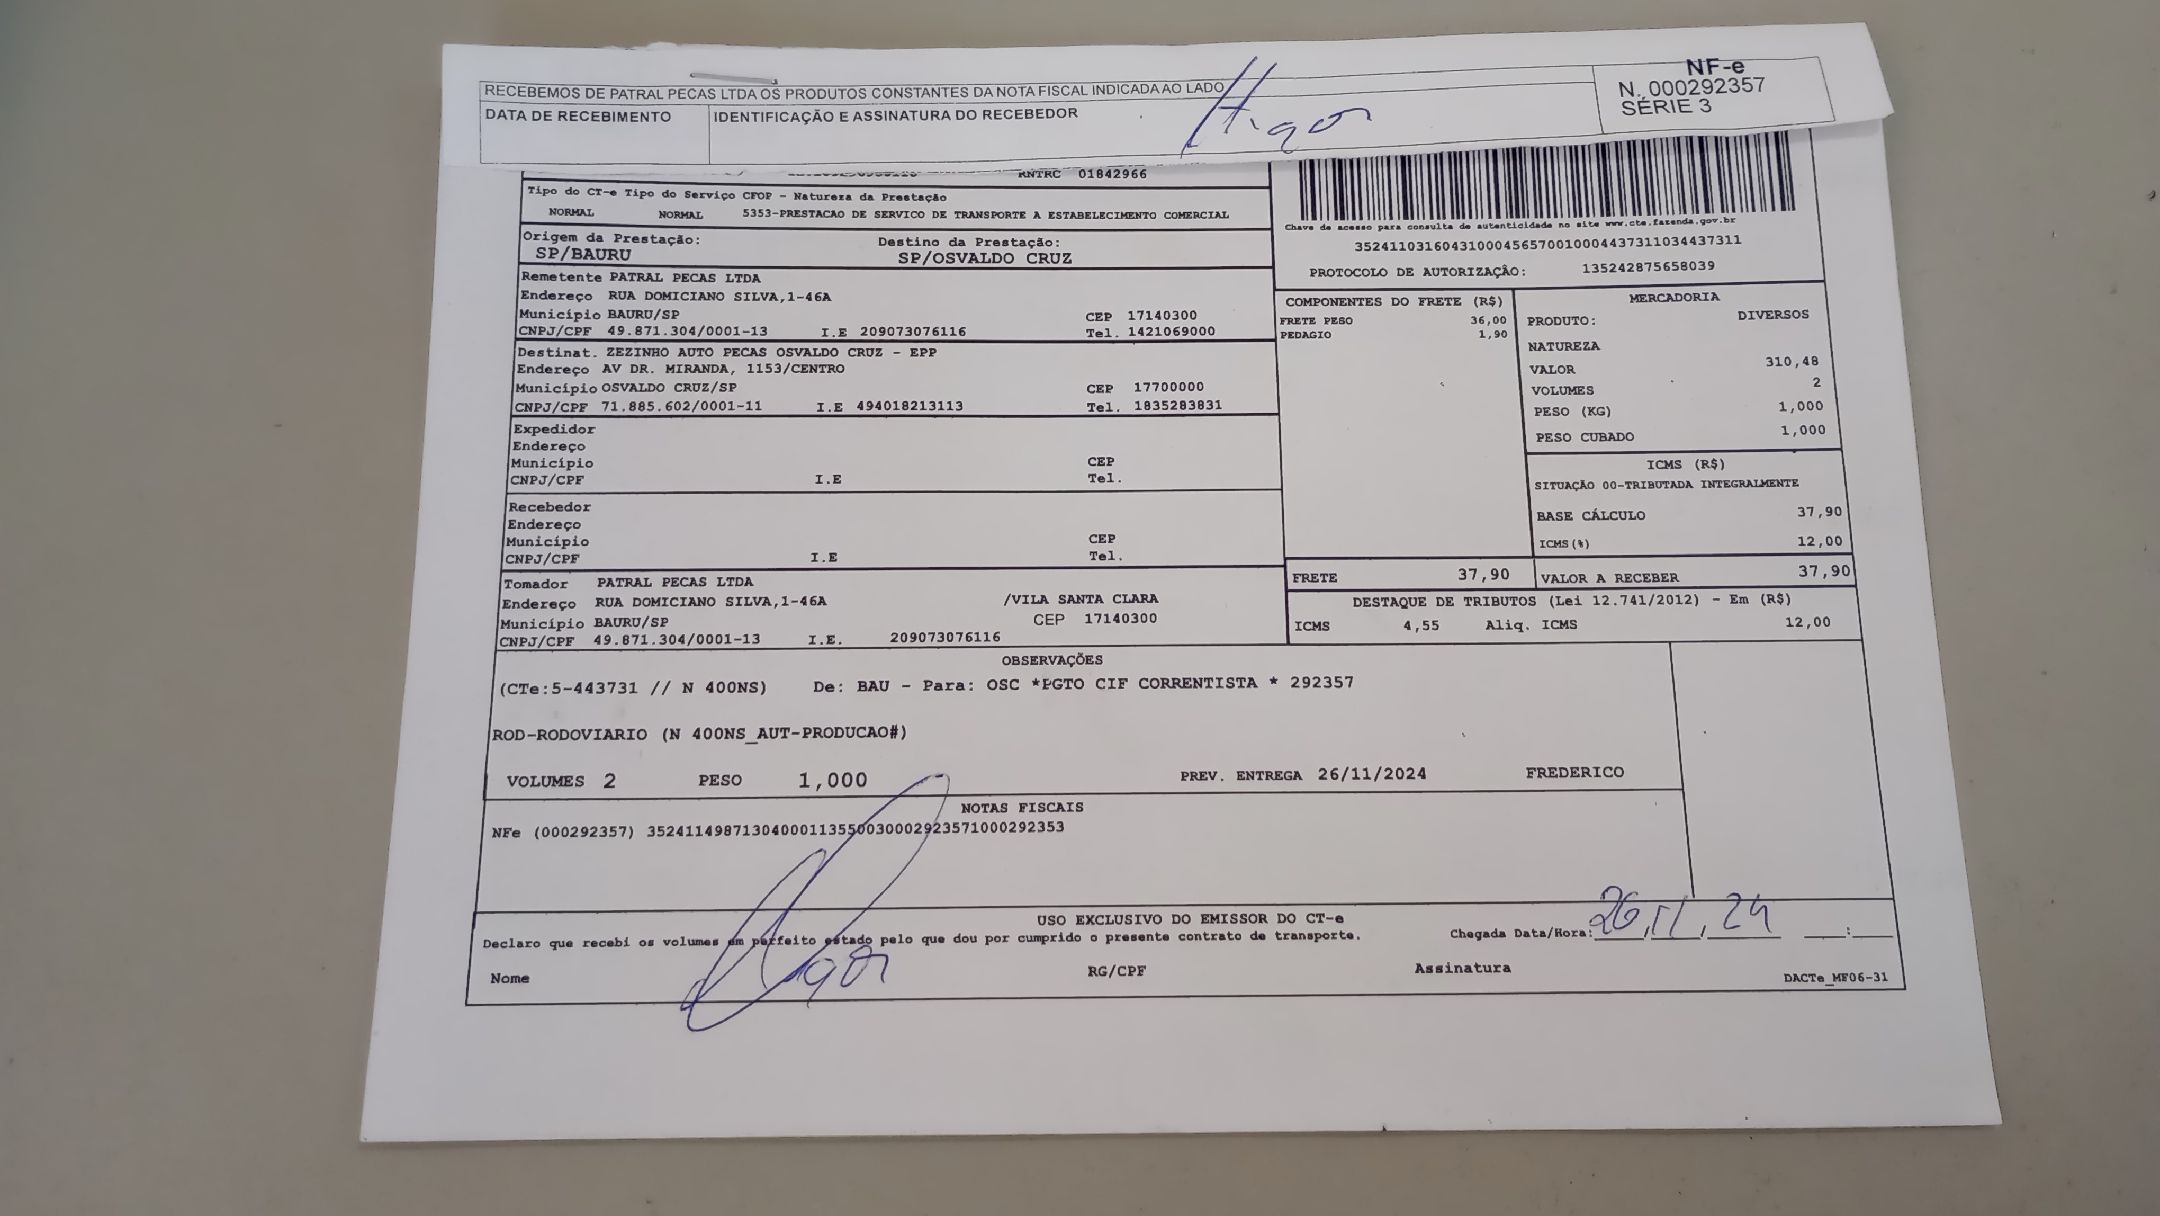 RECEBEMOS DE PATRAL PECAS LTDA OS PRODUTOS CONSTANTES DA NOTA FISCAL INDICADA AO LADO
DATA DE RECEBIMENTO
IDENTIFICAÇÃO E ASSINATURA DO RECEBEDOR
Higor
NF-e
N. 000292357
SÉRIE 3
RNTRC 01842966
Tipo do CT-e Tipo do Serviço CFOP - Natureza da Prestação
NORMAL NORMAL 5353-PRESTACAO DE SERVICO DE TRANSPORTE A ESTABELECIMENTO COMERCIAL
Origem da Prestação: Destino da Prestação:
SP/BAURU SP/OSVALDO CRUZ
Remetente PATRAL PECAS LTDA
Endereço RUA DOMICIANO SILVA,1-46A
Município BAURU/SP CEP 17140300
CNPJ/CPF 49.871.304/0001-13 I.E 209073076116 Tel. 1421069000
Destinat. ZEZINHO AUTO PECAS OSVALDO CRUZ - EPP
Endereço AV DR. MIRANDA, 1153/CENTRO
Município OSVALDO CRUZ/SP CEP 17700000
CNPJ/CPF 71.885.602/0001-11 I.E 494018213113 Tel. 1835283831
Expedidor
Endereço
Município CEP
CNPJ/CPF I.E Tel.
Recebedor
Endereço
Município CEP
CNPJ/CPF I.E Tel.
Tomador PATRAL PECAS LTDA
Endereço RUA DOMICIANO SILVA,1-46A /VILA SANTA CLARA
Município BAURU/SP CEP 17140300
CNPJ/CPF 49.871.304/0001-13 I.E. 209073076116
Chave de acesso para consulta de autenticidade no site www.cte.fazenda.gov.br
35241103160431000456570010004437311034437311
PROTOCOLO DE AUTORIZAÇÃO: 135242875658039
COMPONENTES DO FRETE (R$)
FRETE PESO 36,00
PEDAGIO 1,90
MERCADORIA
PRODUTO: DIVERSOS
NATUREZA
VALOR 310,48
VOLUMES 2
PESO (KG) 1,000
PESO CUBADO 1,000
ICMS (R$)
SITUAÇÃO 00-TRIBUTADA INTEGRALMENTE
BASE CÁLCULO 37,90
ICMS(%) 12,00
FRETE 37,90 VALOR A RECEBER 37,90
DESTAQUE DE TRIBUTOS (Lei 12.741/2012) - Em (R$)
ICMS 4,55 Aliq. ICMS 12,00
OBSERVAÇÕES
(CTe:5-443731 // N 400NS) De: BAU - Para: OSC *PGTO CIF CORRENTISTA * 292357
ROD-RODOVIARIO (N 400NS_AUT-PRODUCAO#)
VOLUMES 2 PESO 1,000 PREV. ENTREGA 26/11/2024 FREDERICO
NOTAS FISCAIS
NFe (000292357) 35241149871304000113550030002923571000292353
USO EXCLUSIVO DO EMISSOR DO CT-e
Declaro que recebi os volumes em perfeito estado pelo que dou por cumprido o presente contrato de transporte. Chegada Data/Hora: 26, 11, 24 :
Nome Higor RG/CPF Assinatura DACTe_MF06-31